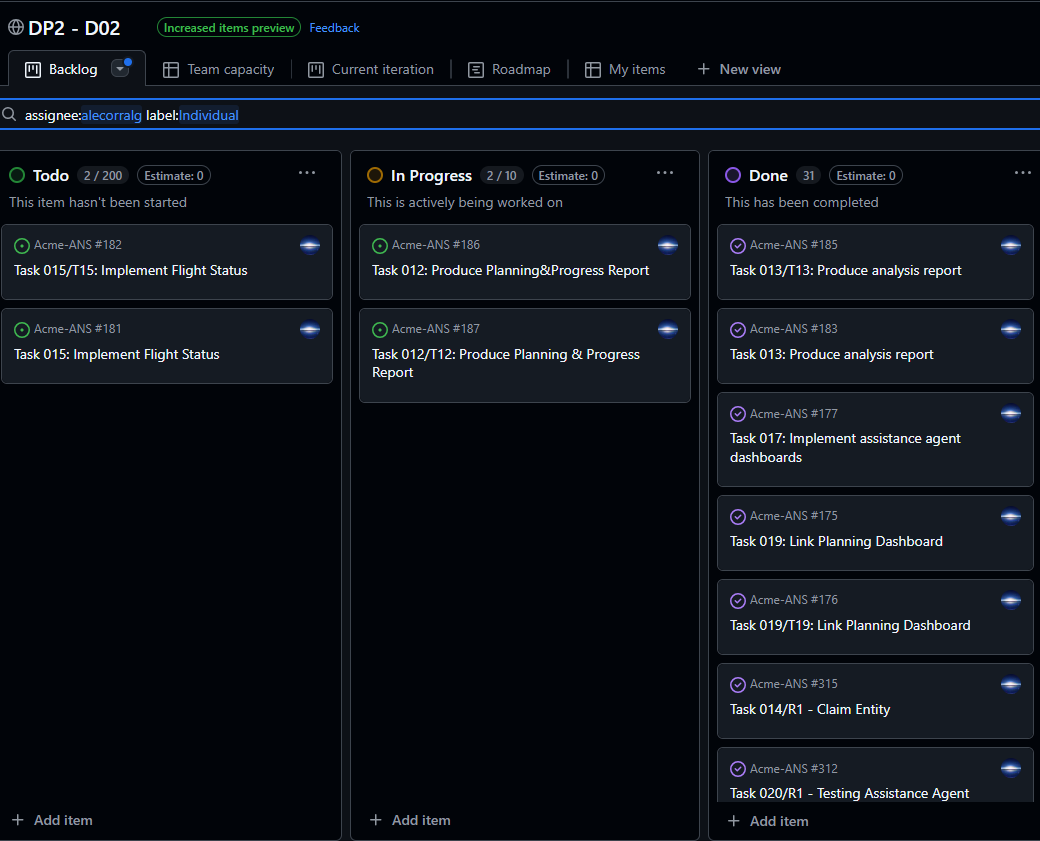 DP2 - D02
Increased items preview
Feedback
Backlog
Team capacity
Current iteration
Roadmap
My items
+ New view
assignee:alecorralg label:Individual
Todo
2 / 200
Estimate: 0
This item hasn't been started
Acme-ANS #182
Task 015/T15: Implement Flight Status
Acme-ANS #181
Task 015: Implement Flight Status
+ Add item
In Progress
2 / 10
Estimate: 0
This is actively being worked on
Acme-ANS #186
Task 012: Produce Planning&Progress Report
Acme-ANS #187
Task 012/T12: Produce Planning & Progress
Report
+ Add item
Done
31
Estimate: 0
This has been completed
Acme-ANS #185
Task 013/T13: Produce analysis report
Acme-ANS #183
Task 013: Produce analysis report
Acme-ANS #177
Task 017: Implement assistance agent
dashboards
Acme-ANS #175
Task 019: Link Planning Dashboard
Acme-ANS #176
Task 019/T19: Link Planning Dashboard
Acme-ANS #315
Task 014/R1 - Claim Entity
Acme-ANS #312
Task 020/R1 - Testing Assistance Agent
+ Add item